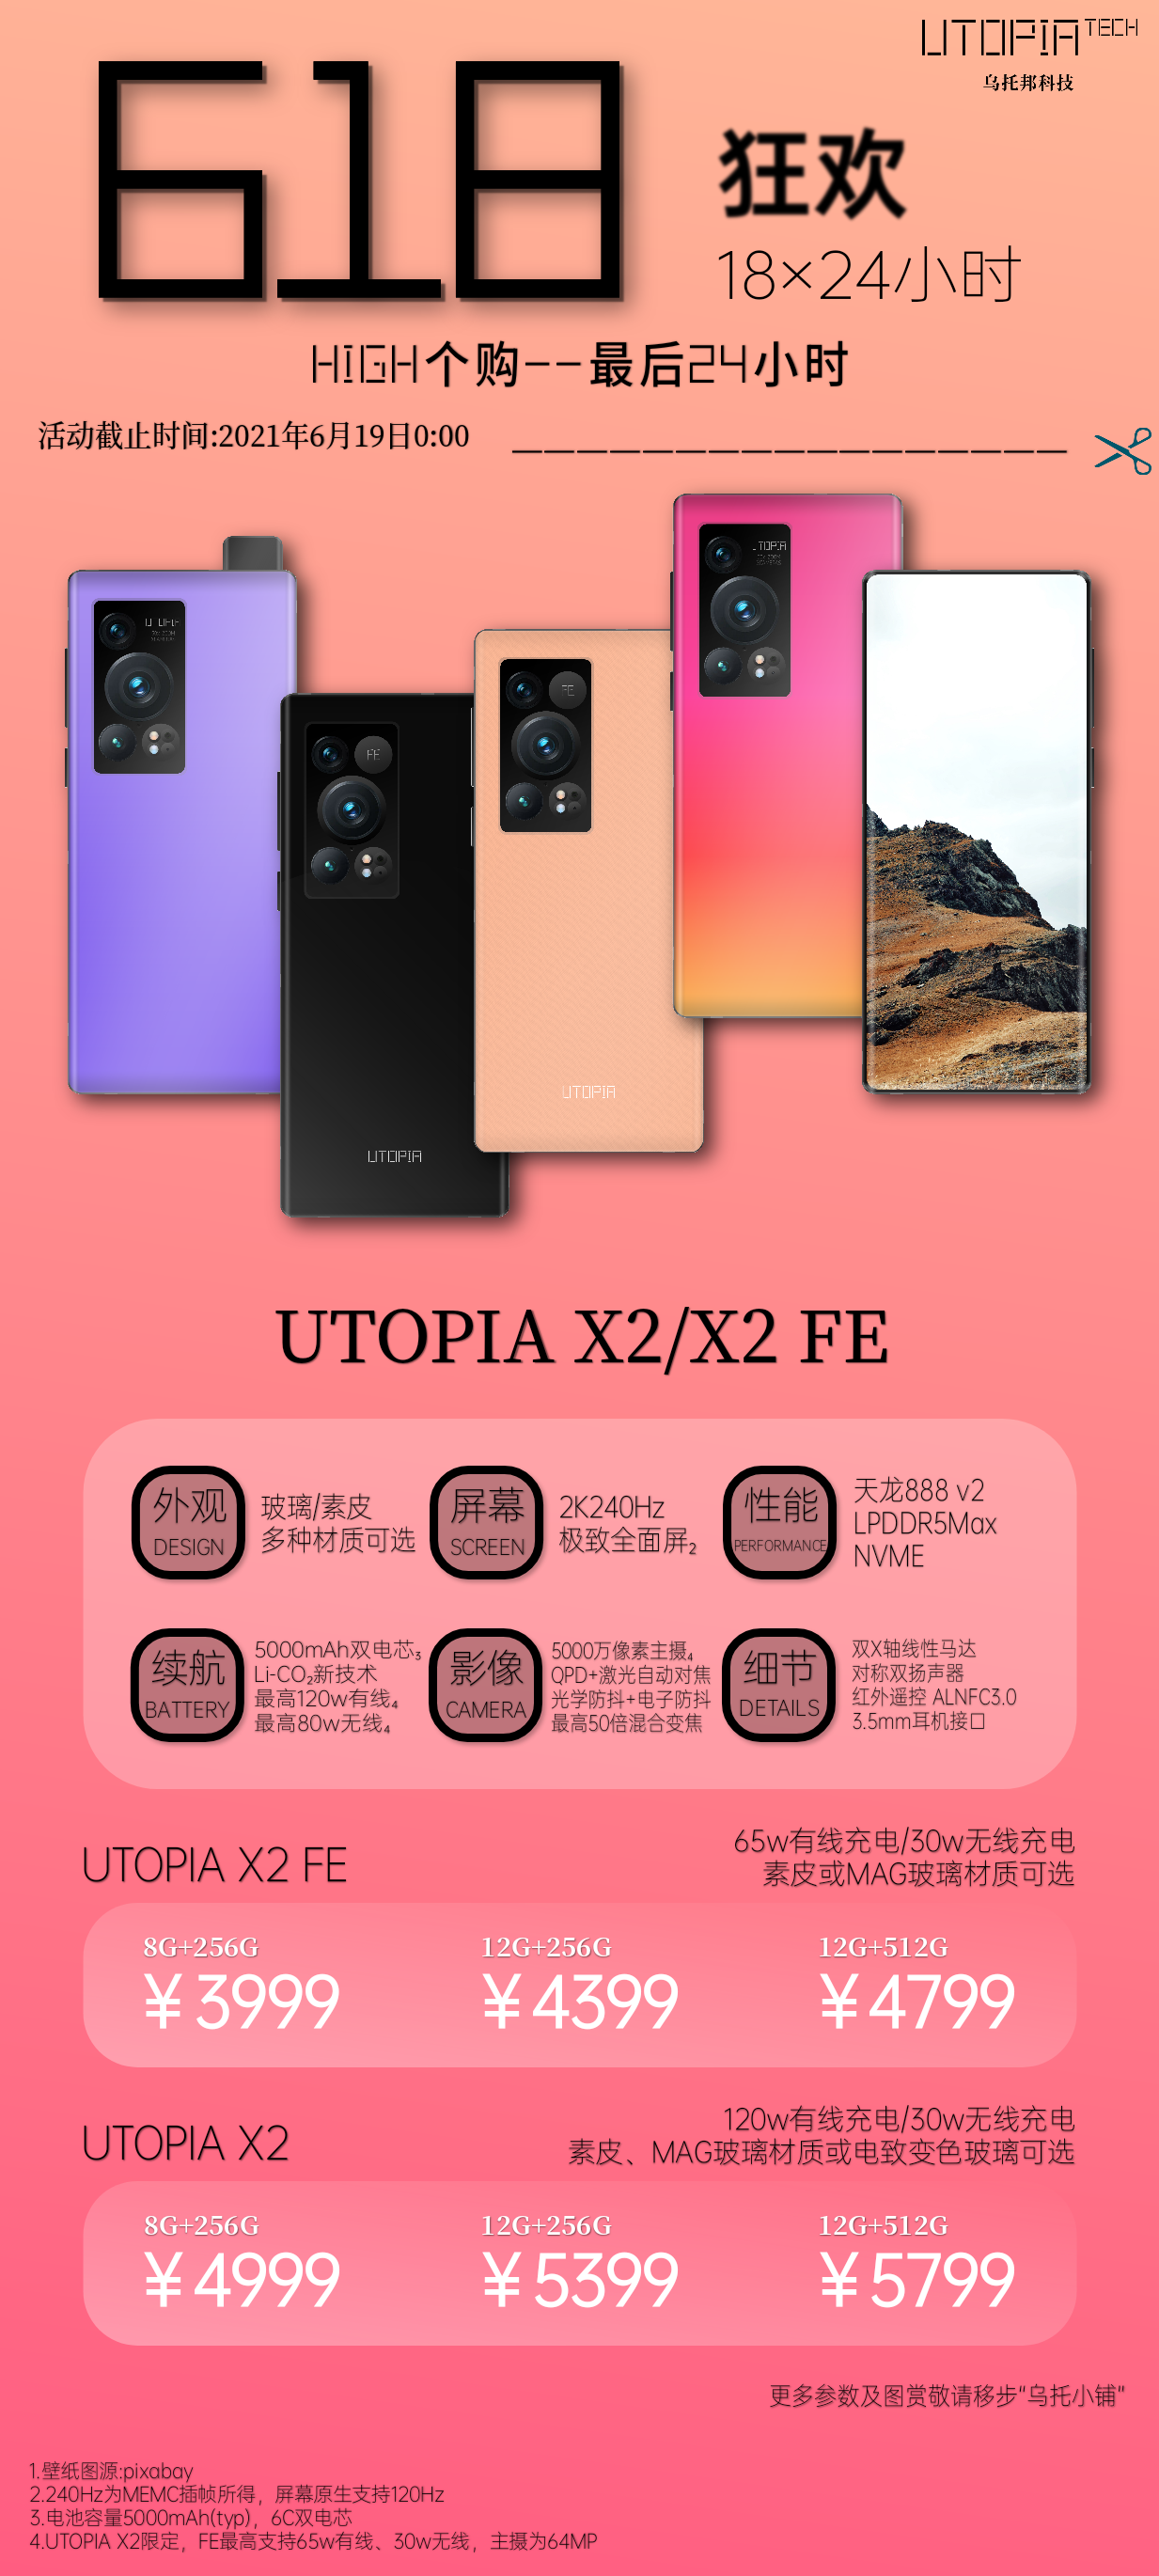 UTOPIA TECH
乌托邦科技
618
狂欢
18×24小时
HIGH个购--最后24小时
活动截止时间:2021年6月19日0:00
UTOPIA
UTOPIA
FE
FE
UTOPIA
UTOPIA
UTOPIA X2/X2 FE
外观
DESIGN
玻璃/素皮
多种材质可选
屏幕
SCREEN
2K240Hz
极致全面屏₂
性能
PERFORMANCE
天龙888 v2
LPDDR5Max
NVME
续航
BATTERY
5000mAh双电芯₃
Li-CO₂新技术
最高120w有线₄
最高80w无线₄
影像
CAMERA
5000万像素主摄₄
QPD+激光自动对焦
光学防抖+电子防抖
最高50倍混合变焦
细节
DETAILS
双X轴线性马达
对称双扬声器
红外遥控 ALNFC3.0
3.5mm耳机接口
UTOPIA X2 FE
65w有线充电/30w无线充电
素皮或MAG玻璃材质可选
8G+256G
¥3999
12G+256G
¥4399
12G+512G
¥4799
UTOPIA X2
120w有线充电/30w无线充电
素皮、MAG玻璃材质或电致变色玻璃可选
8G+256G
¥4999
12G+256G
¥5399
12G+512G
¥5799
更多参数及图赏敬请移步“乌托小铺”
1.壁纸图源:pixabay
2.240Hz为MEMC插帧所得，屏幕原生支持120Hz
3.电池容量5000mAh(typ)，6C双电芯
4.UTOPIA X2限定，FE最高支持65w有线、30w无线，主摄为64MP